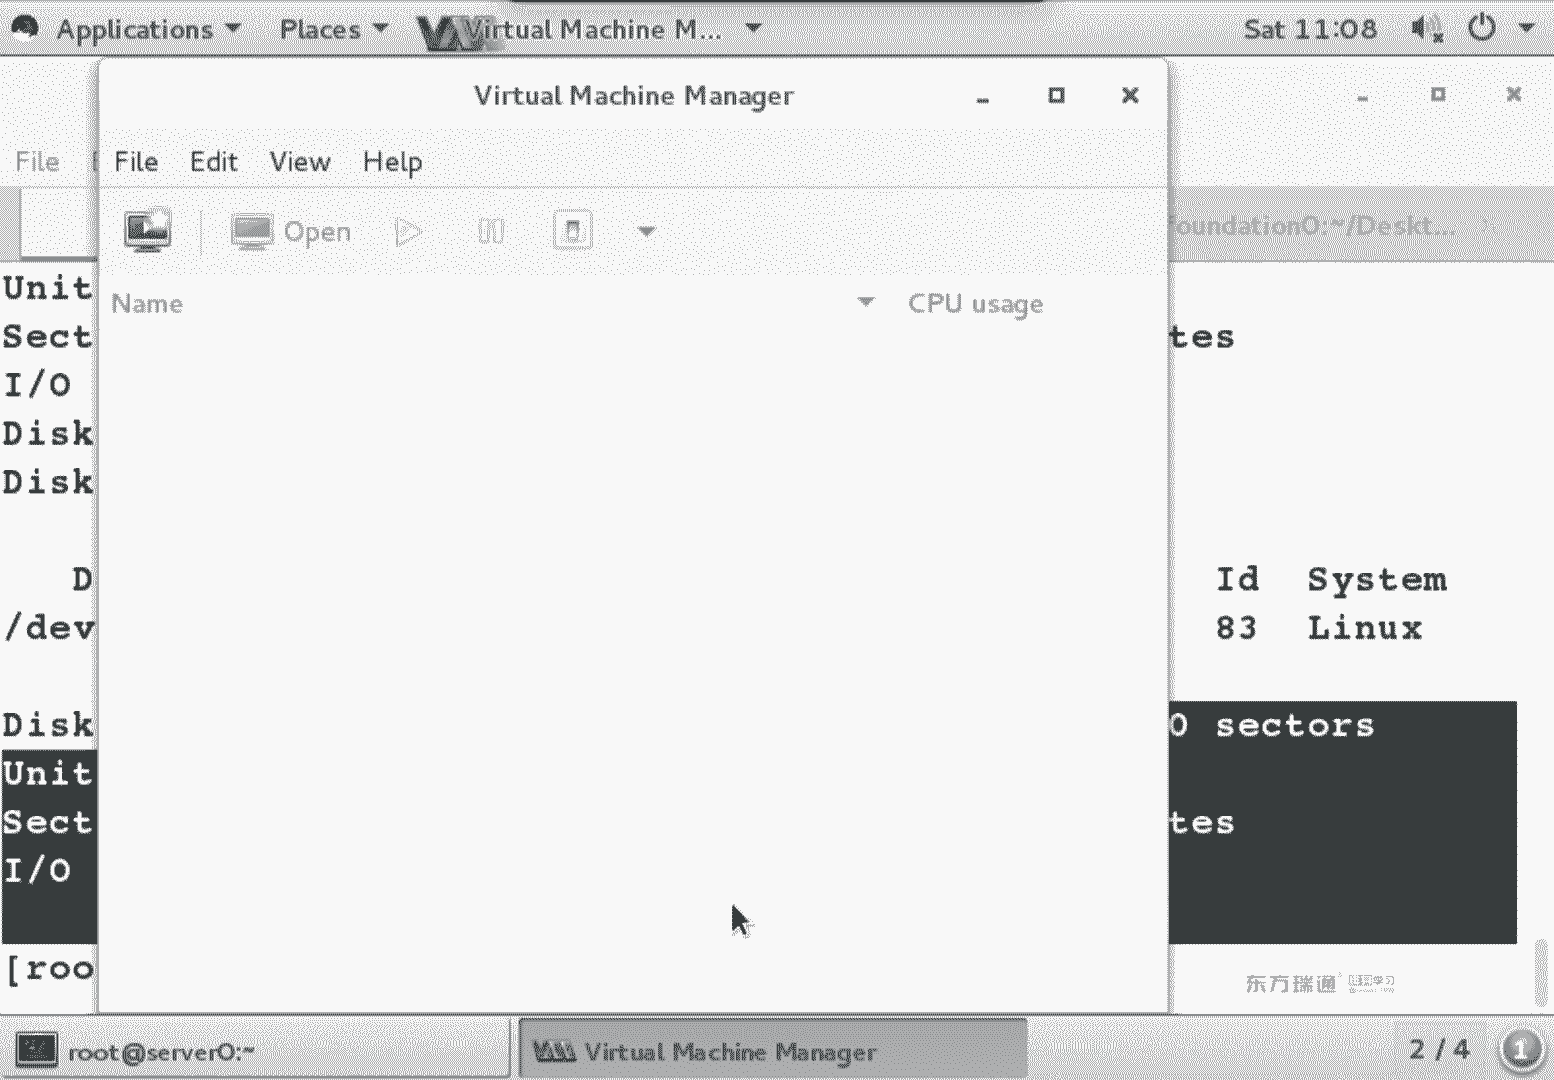 Applications Places Virtual Machine M... Sat 11:08
Virtual Machine Manager
File
File Edit View Help
Open
oundation0:~/Deskt...
Name CPU usage
Unit
Sect tes
I/O
Disk
Disk
D Id System
/dev 83 Linux
Disk 0 sectors
Unit
Sect tes
I/O
[roo
东方瑞通
root@server0:~ Virtual Machine Manager 2 / 4 1